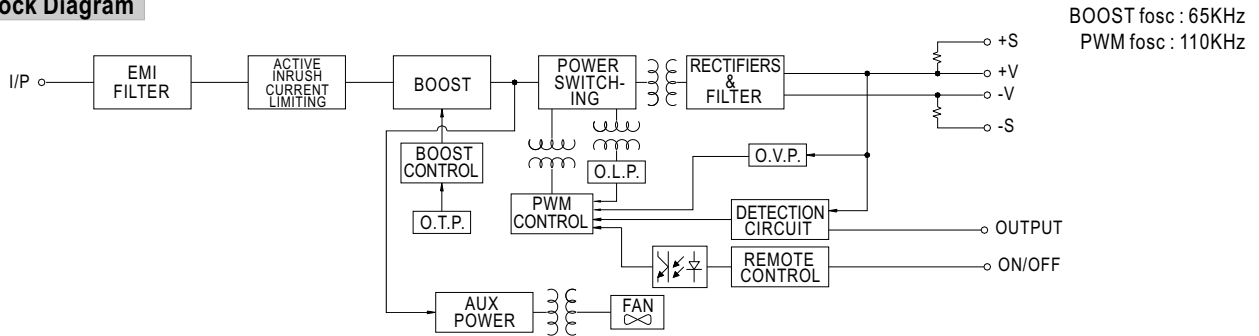 ock Diagram
BOOST fosc : 65KHz
PWM fosc : 110KHz
I/P
EMI
FILTER
ACTIVE
INRUSH
CURRENT
LIMITING
BOOST
POWER
SWITCH-
ING
RECTIFIERS
&
FILTER
+S
+V
-V
-S
BOOST
CONTROL
O.T.P.
O.L.P.
O.V.P.
PWM
CONTROL
DETECTION
CIRCUIT
OUTPUT
REMOTE
CONTROL
ON/OFF
AUX
POWER
FAN